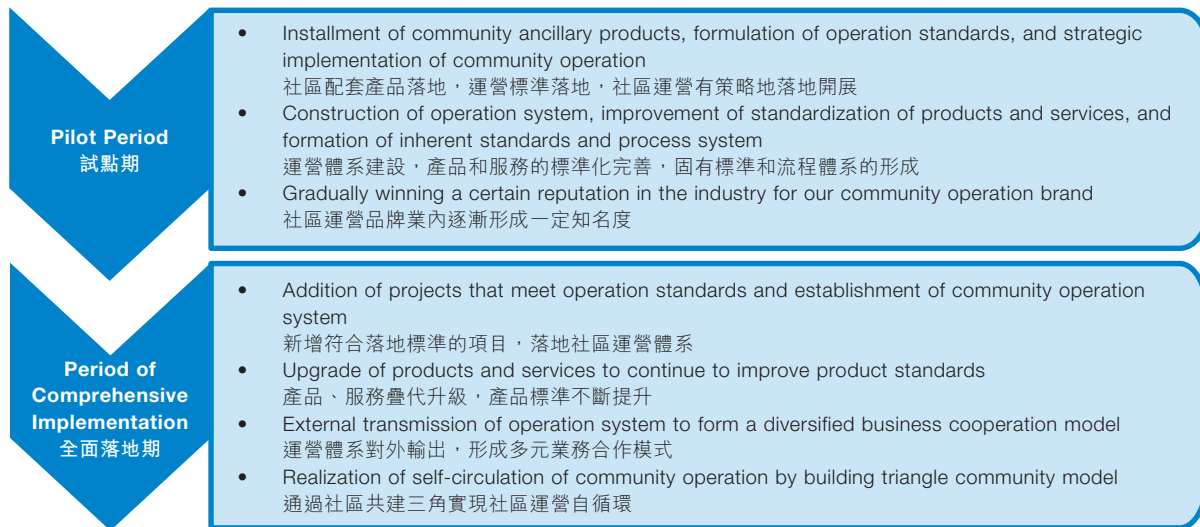 Pilot Period
試點期
• Installment of community ancillary products, formulation of operation standards, and strategic
implementation of community operation
社區配套產品落地，運營標準落地，社區運營有策略地落地開展
• Construction of operation system, improvement of standardization of products and services, and
formation of inherent standards and process system
運營體系建設，產品和服務的標準化完善，固有標準和流程體系的形成
• Gradually winning a certain reputation in the industry for our community operation brand
社區運營品牌業內逐漸形成一定知名度
Period of
Comprehensive
Implementation
全面落地期
• Addition of projects that meet operation standards and establishment of community operation
system
新增符合落地標準的項目，落地社區運營體系
• Upgrade of products and services to continue to improve product standards
產品、服務疊代升級，產品標準不斷提升
• External transmission of operation system to form a diversified business cooperation model
運營體系對外輸出，形成多元業務合作模式
• Realization of self-circulation of community operation by building triangle community model
通過社區共建三角實現社區運營自循環